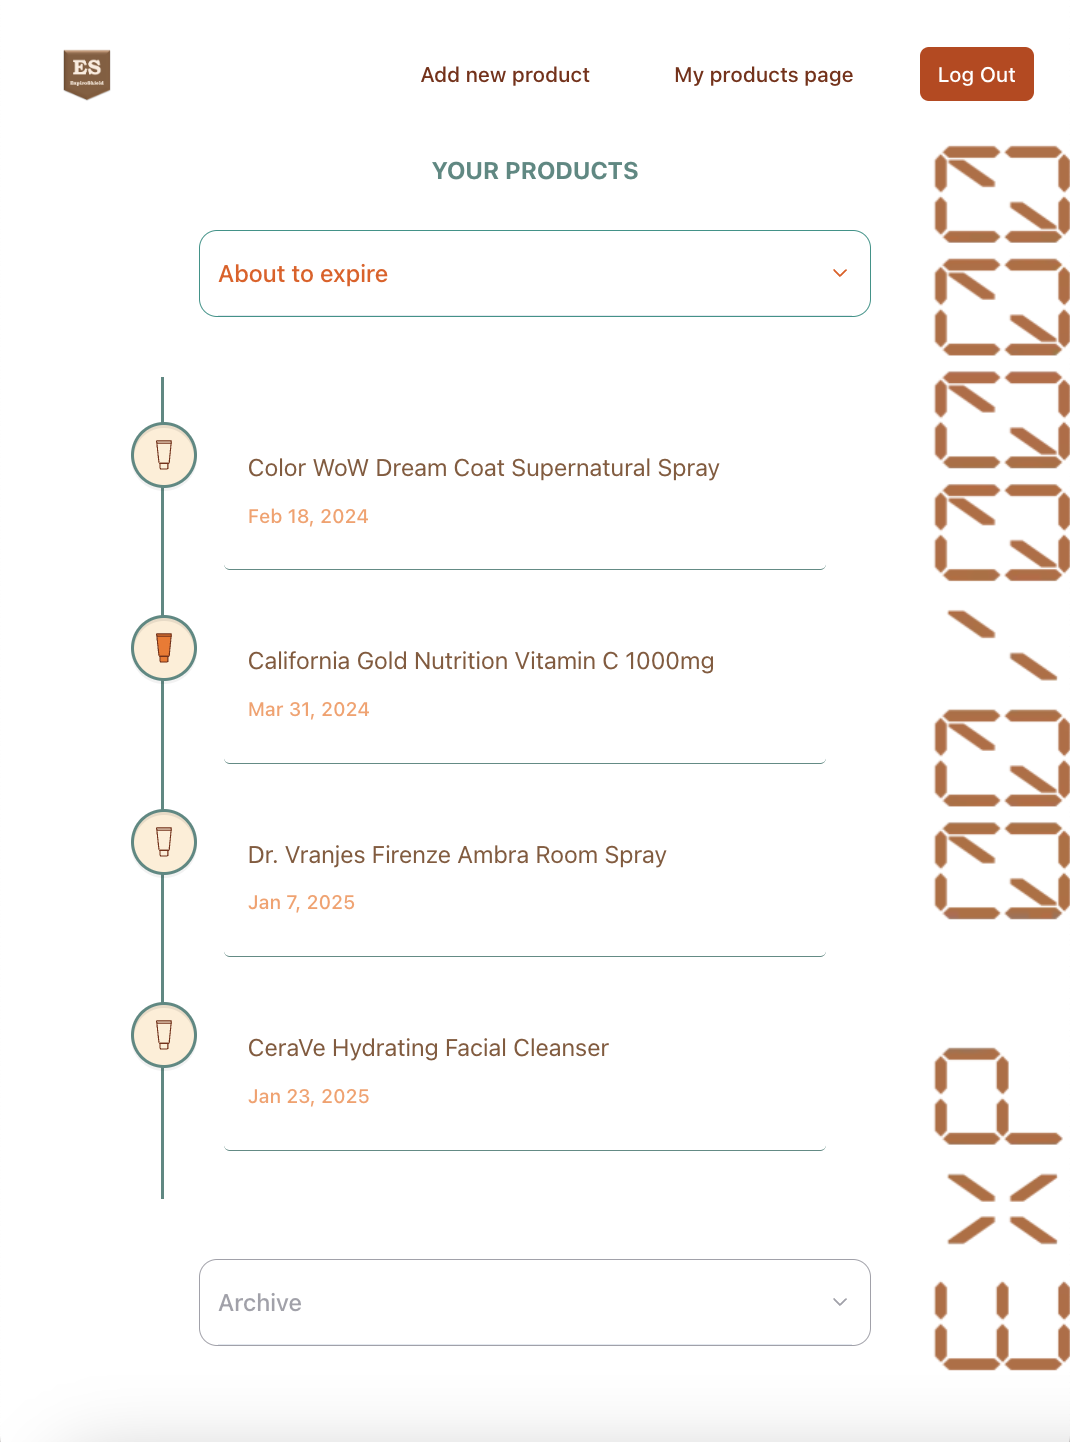 ES
Add new product
My products page
Log Out
YOUR PRODUCTS
About to expire
Color WoW Dream Coat Supernatural Spray
Feb 18, 2024
California Gold Nutrition Vitamin C 1000mg
Mar 31, 2024
Dr. Vranjes Firenze Ambra Room Spray
Jan 7, 2025
CeraVe Hydrating Facial Cleanser
Jan 23, 2025
Archive
EXP 00/0000